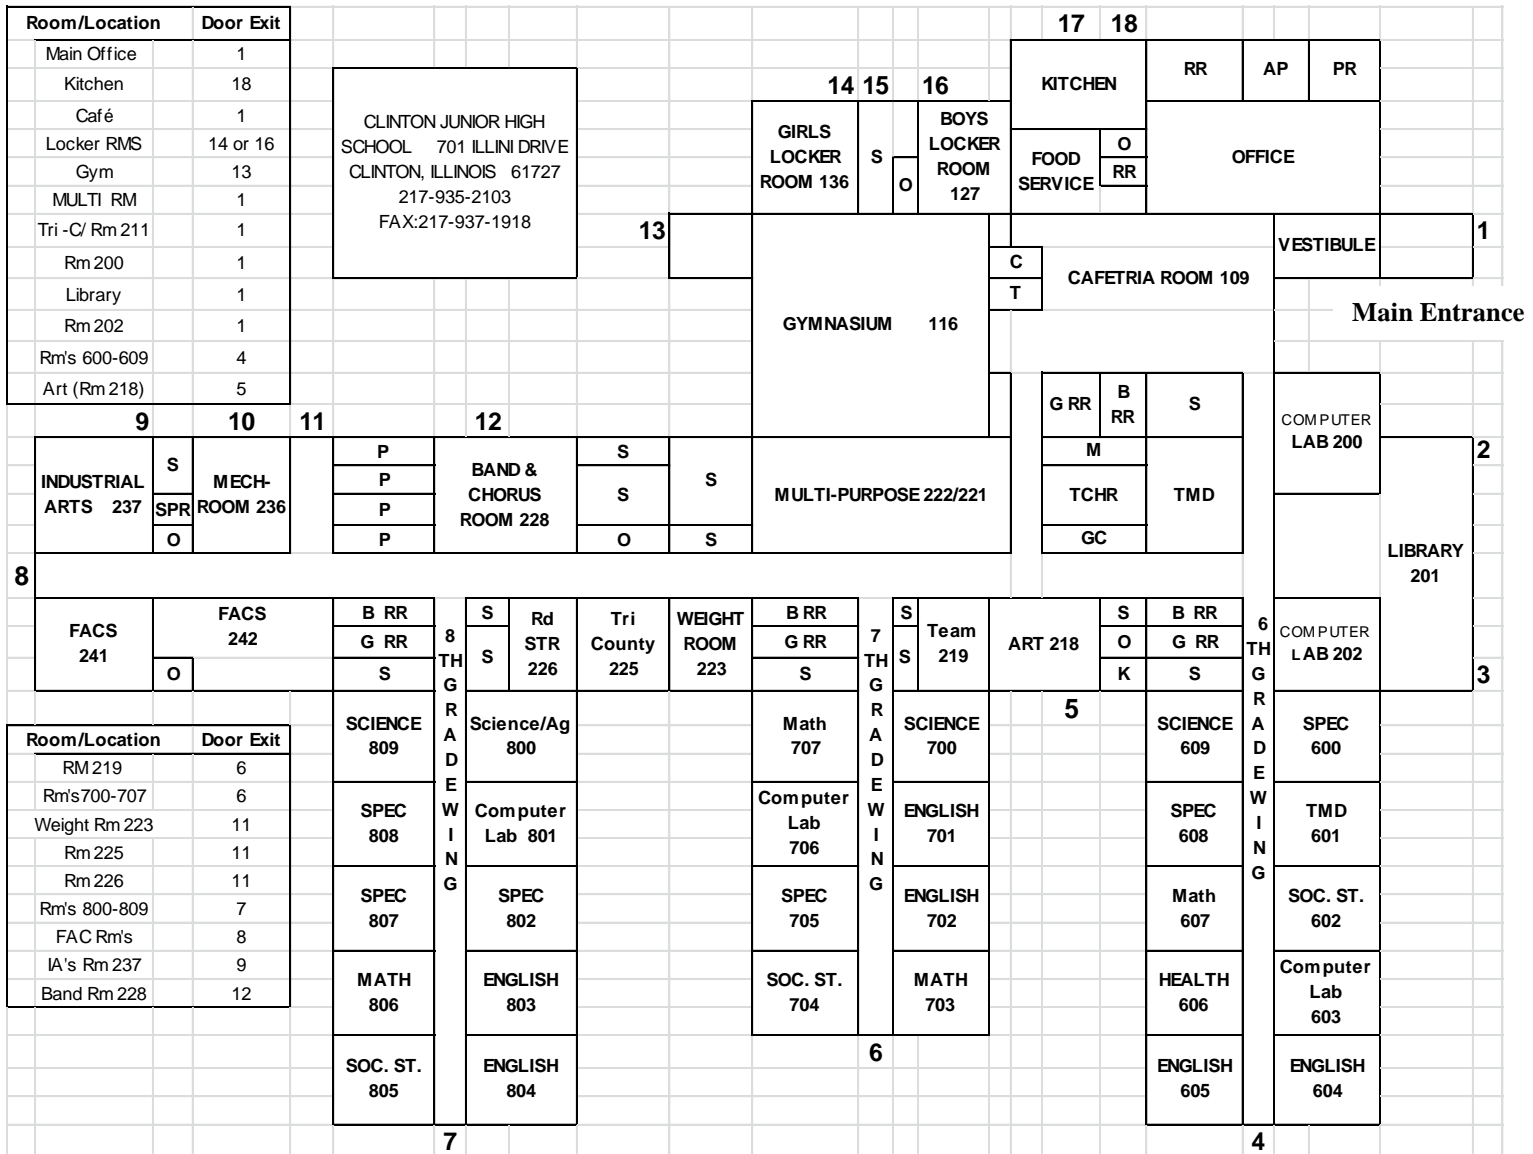 Room/Location Door Exit
Main Office 1
Kitchen 18
Café 1
Locker RMS 14 or 16
Gym 13
MULTI RM 1
Tri -C/ Rm 211 1
Rm 200 1
Library 1
Rm 202 1
Rm's 600-609 4
Art (Rm 218) 5
CLINTON JUNIOR HIGH
SCHOOL 701 ILLINI DRIVE
CLINTON, ILLINOIS 61727
217-935-2103
FAX:217-937-1918
17 18
14 15 16
KITCHEN
RR AP PR
GIRLS
LOCKER
ROOM 136
S
O
BOYS
LOCKER
ROOM
127
FOOD
SERVICE
O
RR
OFFICE
13
1
VESTIBULE
C
T
CAFETRIA ROOM 109
GYMNASIUM 116
Main Entrance
G RR
B
RR
S
COMPUTER
LAB 200
9 10 11 12
2
INDUSTRIAL
ARTS 237
S
SPR
O
MECH-
ROOM 236
P
P
P
P
BAND &
CHORUS
ROOM 228
S
S
O
S
S
MULTI-PURPOSE 222/221
M
TCHR
GC
TMD
LIBRARY
201
8
FACS
241
FACS
242
O
B RR
G RR
S
8
TH
G
R
A
D
E
W
I
N
G
S
S
Rd
STR
226
Tri
County
225
WEIGHT
ROOM
223
B RR
G RR
S
7
TH
G
R
A
D
E
W
I
N
G
S
S
Team
219
ART 218
S
O
K
B RR
G RR
S
6
TH
G
R
A
D
E
W
I
N
G
COMPUTER
LAB 202
3
5
Room/Location Door Exit
RM 219 6
Rm's700-707 6
Weight Rm 223 11
Rm 225 11
Rm 226 11
Rm's 800-809 7
FAC Rm's 8
IA's Rm 237 9
Band Rm 228 12
SCIENCE
809
Science/Ag
800
Math
707
SCIENCE
700
SCIENCE
609
SPEC
600
SPEC
808
Computer
Lab 801
Computer
Lab
706
ENGLISH
701
SPEC
608
TMD
601
SPEC
807
SPEC
802
SPEC
705
ENGLISH
702
Math
607
SOC. ST.
602
MATH
806
ENGLISH
803
SOC. ST.
704
MATH
703
HEALTH
606
Computer
Lab
603
SOC. ST.
805
ENGLISH
804
6
ENGLISH
605
ENGLISH
604
7
4